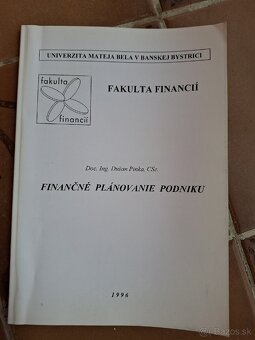 UNIVERZITA MATEJA BELA V BANSKEJ BYSTRICI
fakulta
financií
FAKULTA FINANCIÍ
Doc. Ing. Dušan Pinka, CSc.
FINANČNÉ PLÁNOVANIE PODNIKU
1996
Bazos.sk